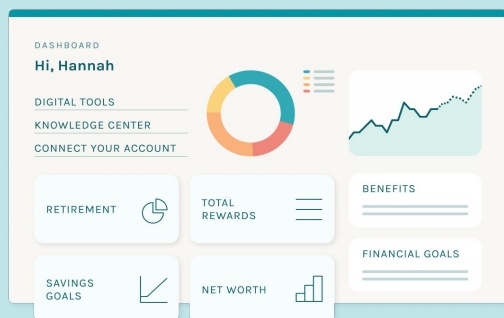 DASHBOARD
Hi, Hannah
DIGITAL TOOLS
KNOWLEDGE CENTER
CONNECT YOUR ACCOUNT
RETIREMENT
TOTAL
REWARDS
BENEFITS
FINANCIAL GOALS
SAVINGS
GOALS
NET WORTH